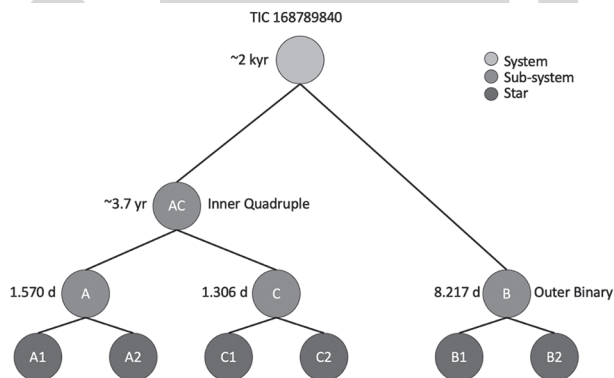 TIC 168789840
~2 kyr
System
Sub-system
Star
~3.7 yr
AC
Inner Quadruple
1.570 d
A
1.306 d
C
8.217 d
B
Outer Binary
A1
A2
C1
C2
B1
B2